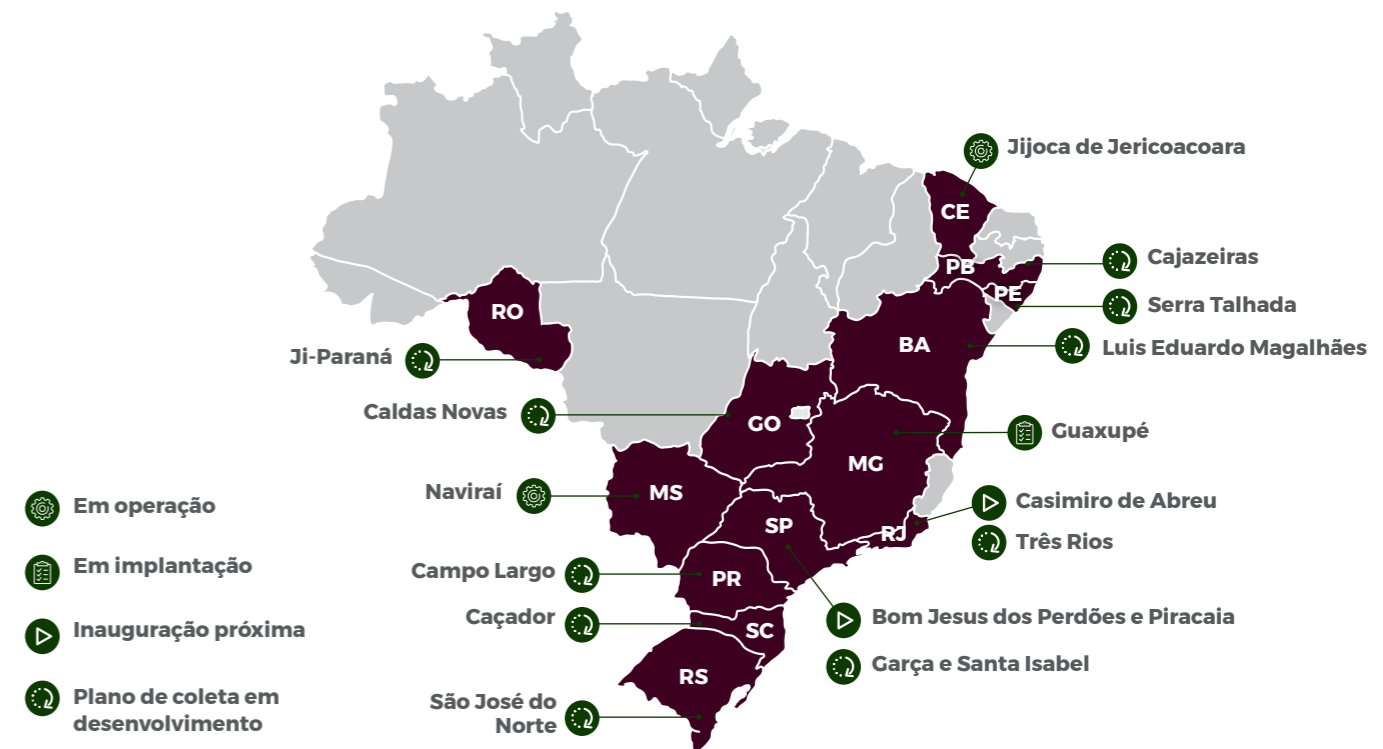 Jijoca de Jericoacoara
CE
Cajazeiras
PB
PE
Serra Talhada
RO
BA
Luis Eduardo Magalhães
Ji-Paraná
Caldas Novas
GO
Guaxupé
MG
Naviraí
MS
Casimiro de Abreu
SP
RJ
Três Rios
Campo Largo
PR
Caçador
SC
Bom Jesus dos Perdões e Piracaia
Garça e Santa Isabel
RS
São José do
Norte
Em operação
Em implantação
Inauguração próxima
Plano de coleta em
desenvolvimento